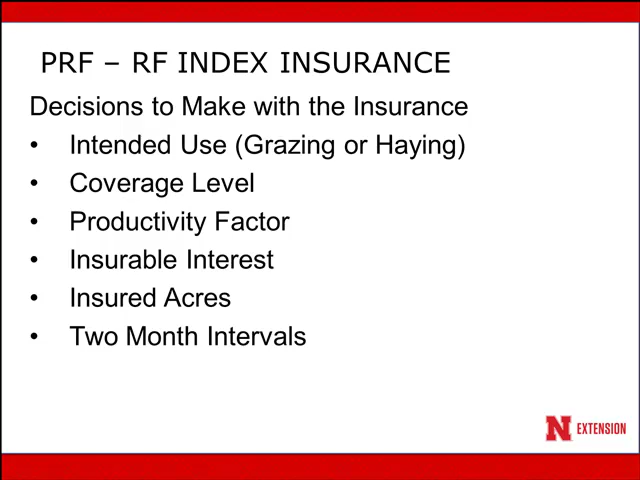 PRF – RF INDEX INSURANCE
Decisions to Make with the Insurance
• Intended Use (Grazing or Haying)
• Coverage Level
• Productivity Factor
• Insurable Interest
• Insured Acres
• Two Month Intervals
N EXTENSION